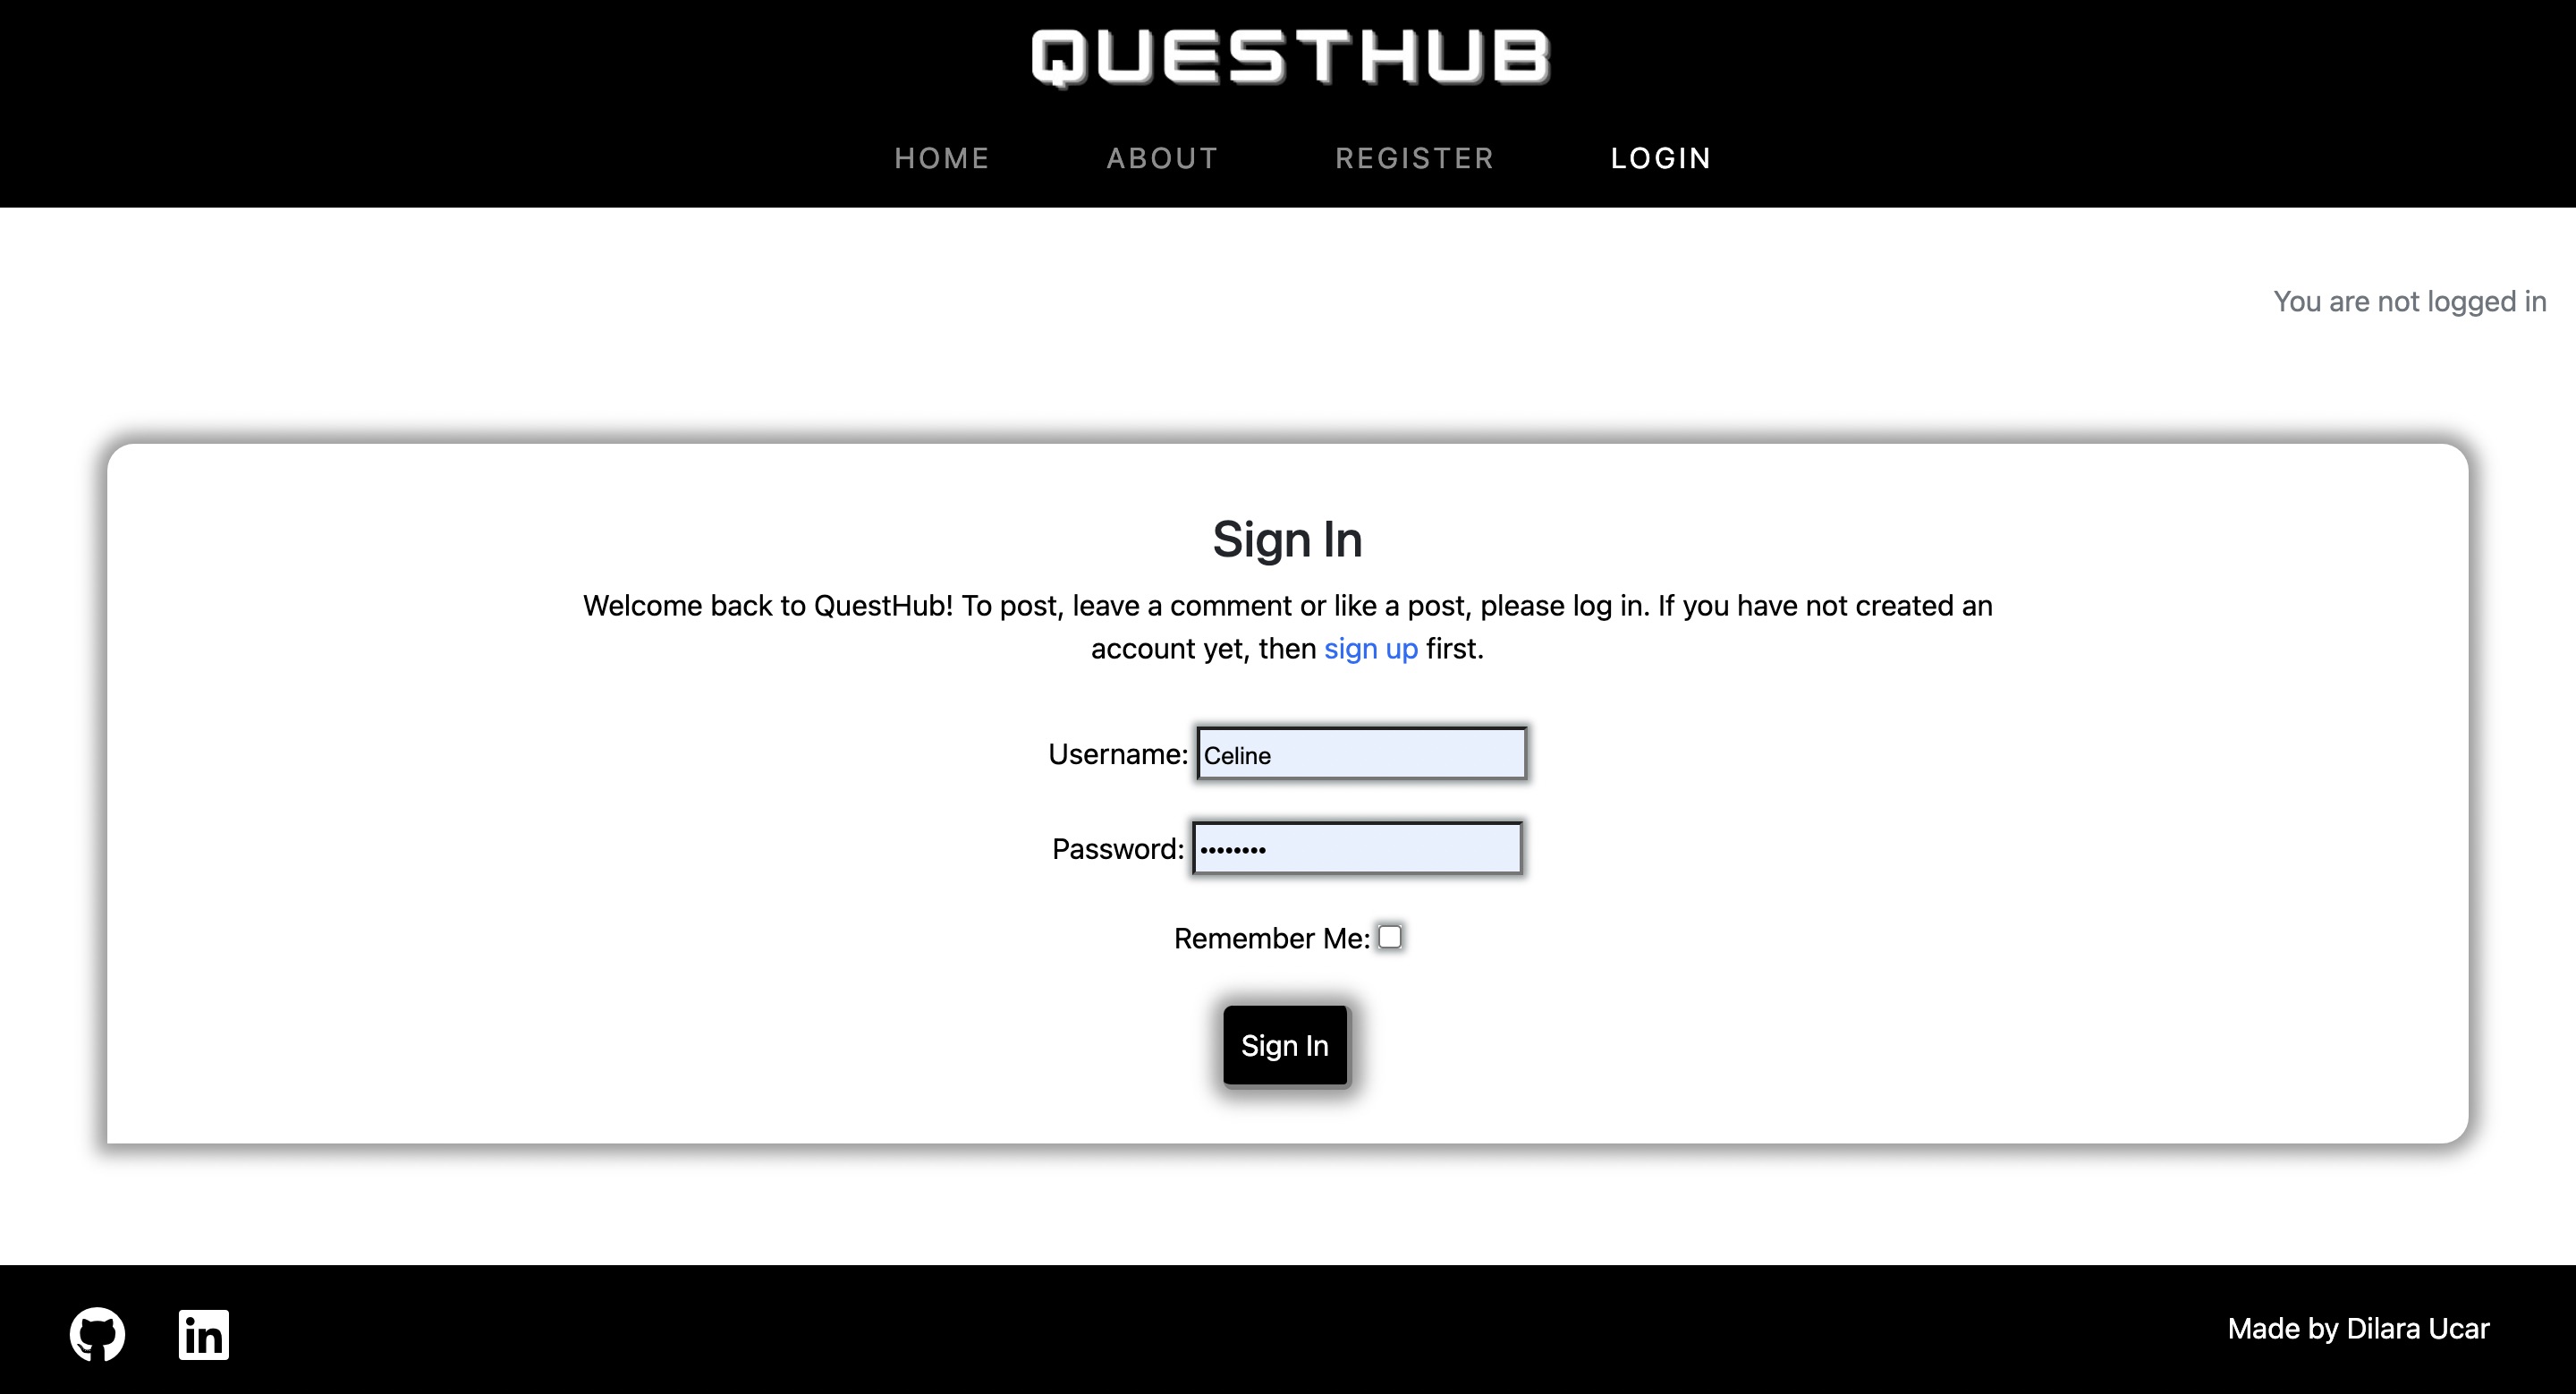 QUESTHUB
HOME ABOUT REGISTER LOGIN
You are not logged in
Sign In
Welcome back to QuestHub! To post, leave a comment or like a post, please log in. If you have not created an
account yet, then sign up first.
Username: Celine
Password: ••••••••
Remember Me:
Sign In
in
Made by Dilara Ucar